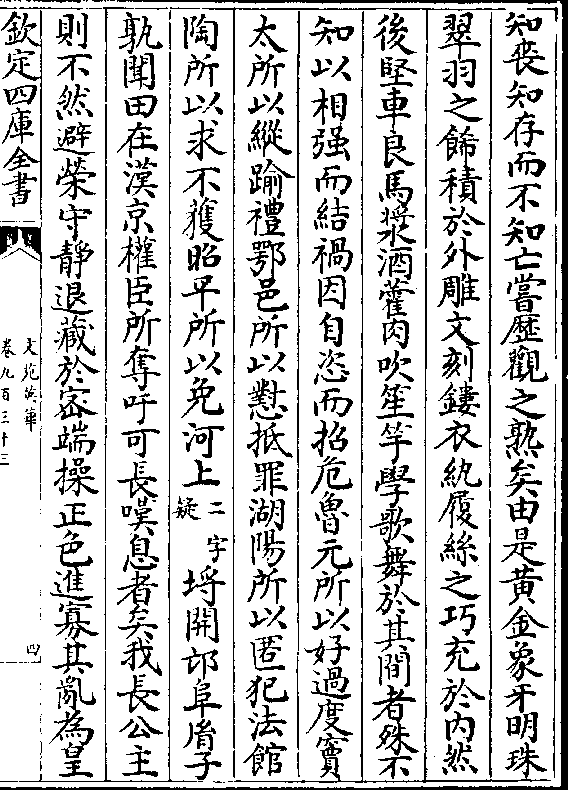 知喪知存而不知亡嘗歴觀之熟矣由是黃金象牙明珠
翠羽之餙積於外雕文刻鏤衣紈履絲之巧充於内然
後堅車良馬漿酒藿肉吹笙竽學歌舞於其間者殊不
知以相强而結禍因自恣而招危魯元所以好過度竇
太所以縱踰禮鄂邑所以懟抵罪湖陽所以匿犯法館
陶所以求不獲昭平所以免河上二字疑埒開邙阜脩子
孰聞田在漢京權臣所奪吁可長嘆息者矣我長公主
則不然避榮守静退藏於密端操正色進寡其亂為皇
欽定四庫全書
文苑英華
卷九百三十三
四